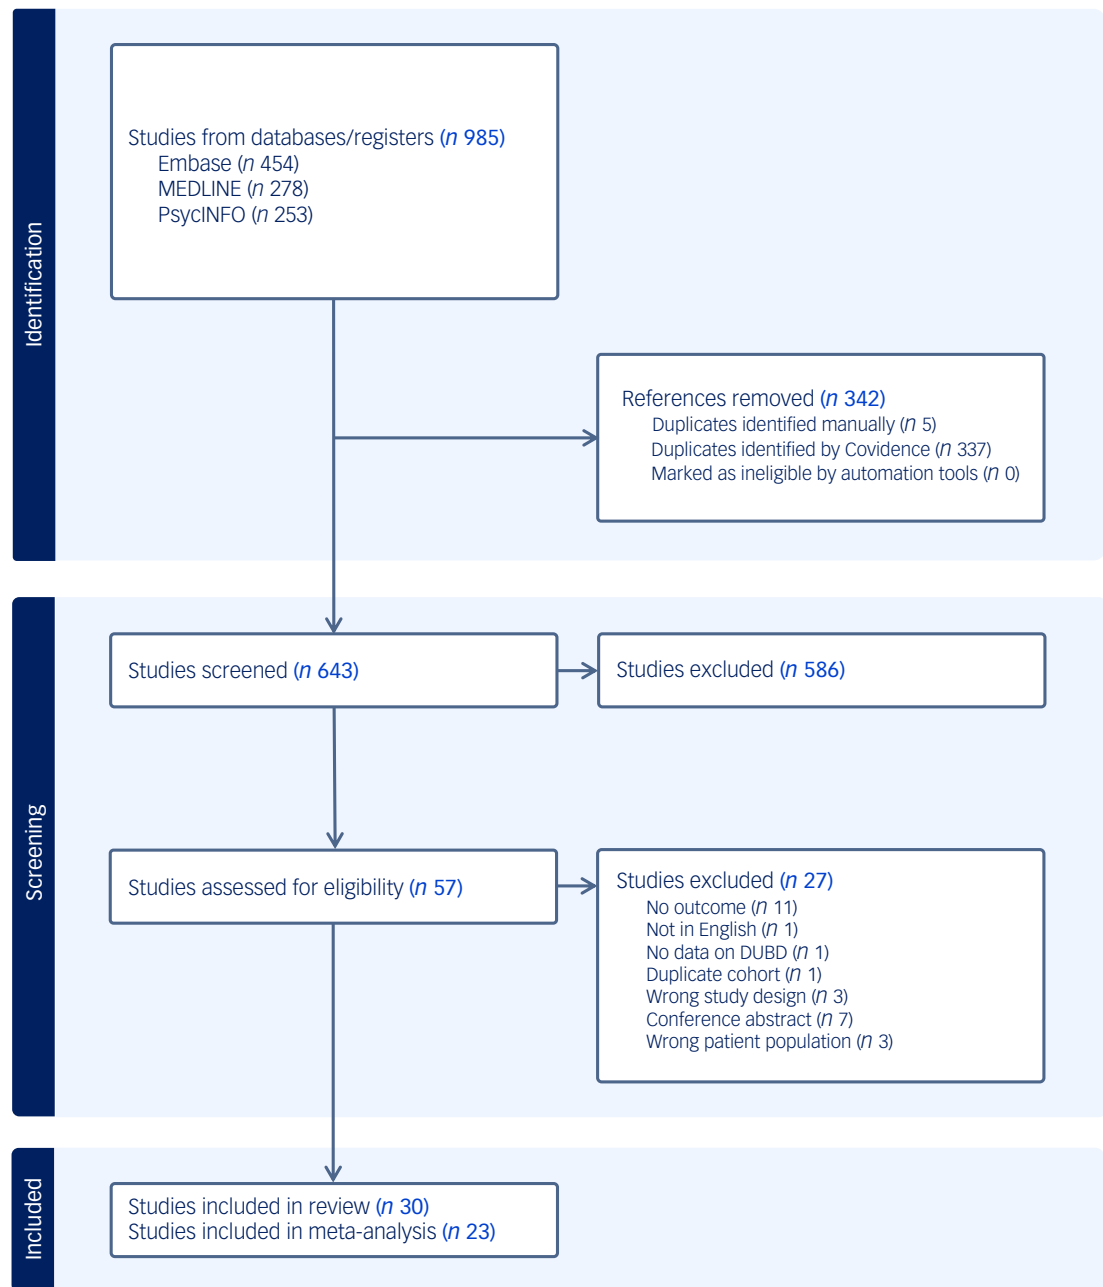 Identification
Studies from databases/registers (n 985)
Embase (n 454)
MEDLINE (n 278)
PsycINFO (n 253)
References removed (n 342)
Duplicates identified manually (n 5)
Duplicates identified by Covidence (n 337)
Marked as ineligible by automation tools (n 0)
Screening
Studies screened (n 643)
Studies excluded (n 586)
Studies assessed for eligibility (n 57)
Studies excluded (n 27)
No outcome (n 11)
Not in English (n 1)
No data on DUBD (n 1)
Duplicate cohort (n 1)
Wrong study design (n 3)
Conference abstract (n 7)
Wrong patient population (n 3)
Included
Studies included in review (n 30)
Studies included in meta-analysis (n 23)